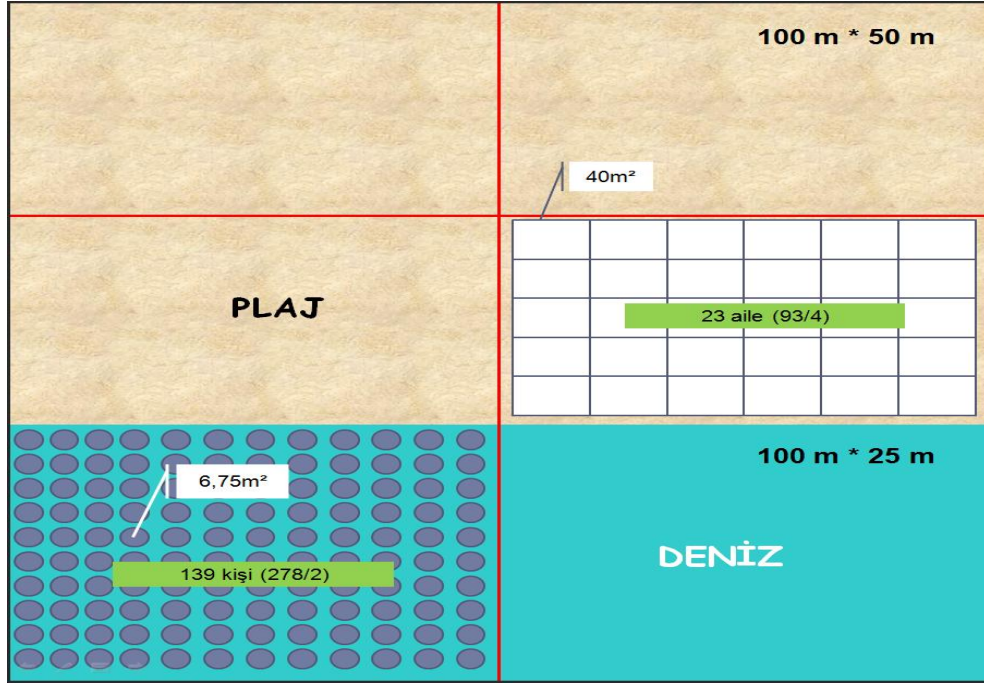 100 m * 50 m
40m²
PLAJ
23 aile (93/4)
100 m * 25 m
6,75m²
DENİZ
139 kişi (278/2)